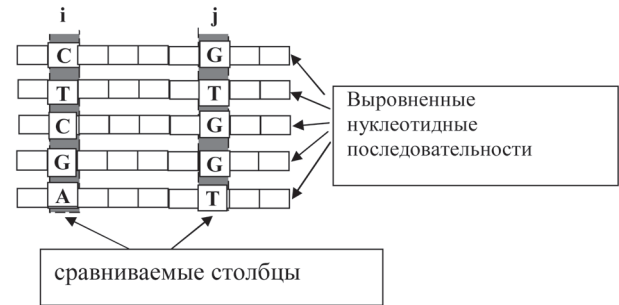 i j
C G
T T
C G
G G
A T
Выровненные
нуклеотидные
последовательности
сравниваемые столбцы